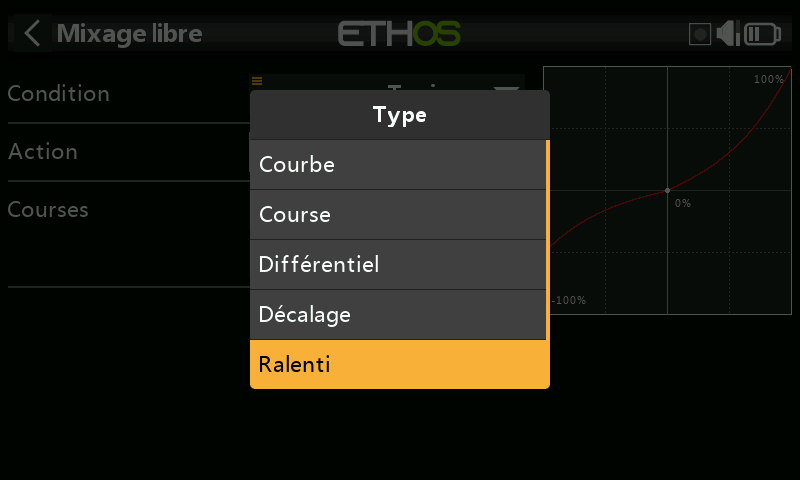 Mixage libre
ETHOS
Condition
Action
Courses
Type
Courbe
Course
Différentiel
Décalage
Ralenti
100%
0%
-100%